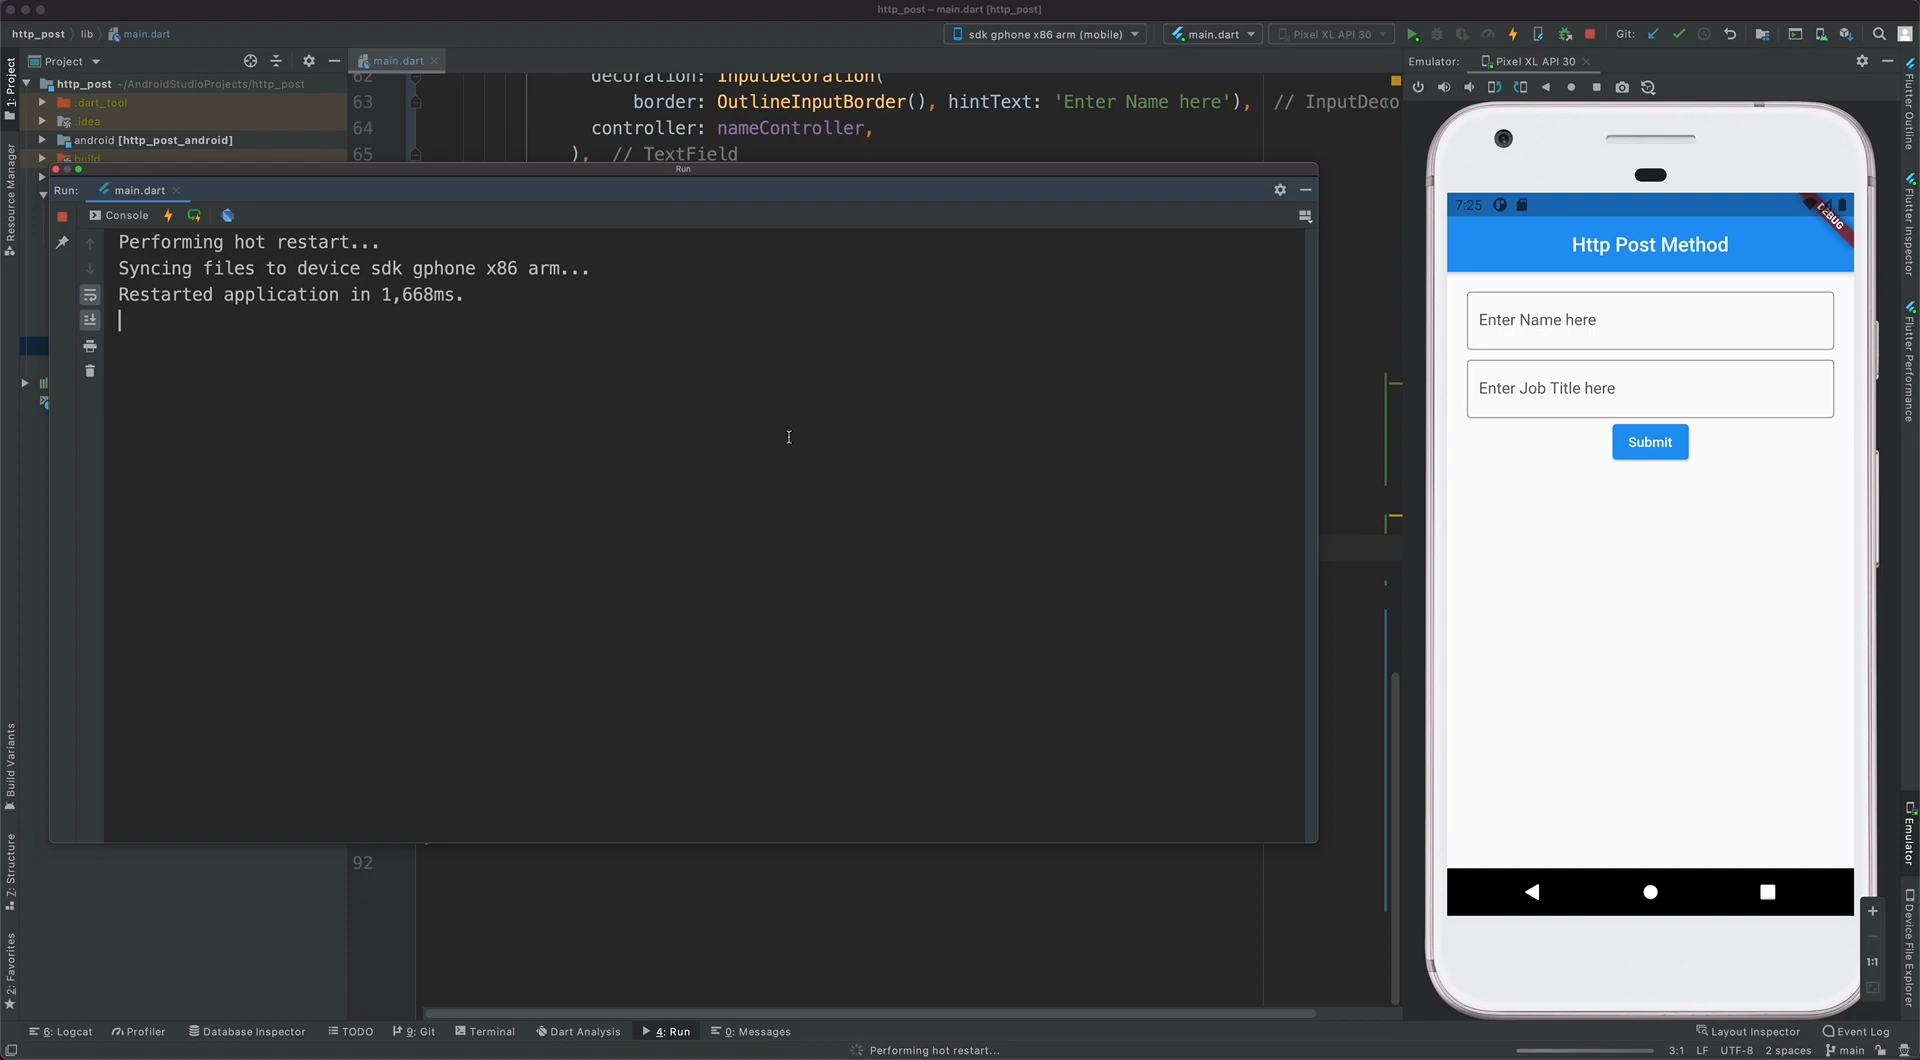 http_post – main.dart [http_post]
http_post lib main.dart
sdk gphone x86 arm (mobile) main.dart Pixel XL API 30 Git:
Project main.dart Emulator: Pixel XL API 30
http_post ~/AndroidStudioProjects/http_post
.dart_tool
.idea
android [http_post_android]
build
62 decoration: InputDecoration(
63 border: OutlineInputBorder(), hintText: 'Enter Name here'), // InputDeco
64 controller: nameController,
65 ), // TextField
Run
Run: main.dart
Console
Performing hot restart...
Syncing files to device sdk gphone x86 arm...
Restarted application in 1,668ms.
92
7:25
DEBUG
Http Post Method
Enter Name here
Enter Job Title here
Submit
1:1
1: Project
Resource Manager
Build Variants
Z: Structure
2: Favorites
Flutter Outline
Flutter Inspector
Flutter Performance
Emulator
Device File Explorer
6: Logcat Profiler Database Inspector TODO 9: Git Terminal Dart Analysis 4: Run 0: Messages Layout Inspector Event Log
Performing hot restart... 3:1 LF UTF-8 2 spaces main